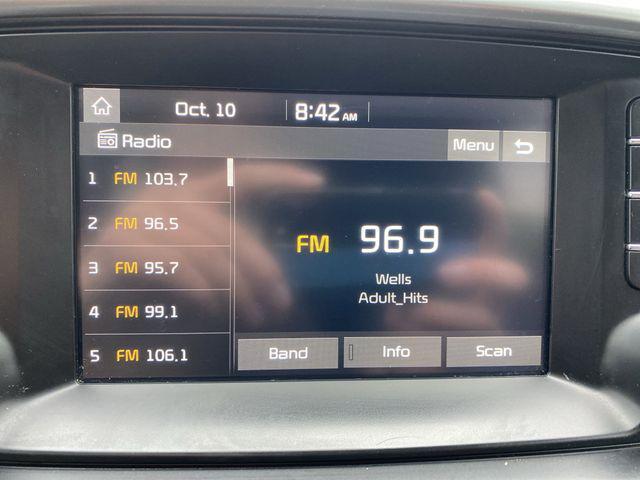 Oct. 10 8:42 AM
Radio Menu
1 FM 103.7
2 FM 96.5
3 FM 95.7
4 FM 99.1
5 FM 106.1
FM 96.9
Wells
Adult_Hits
Band Info Scan